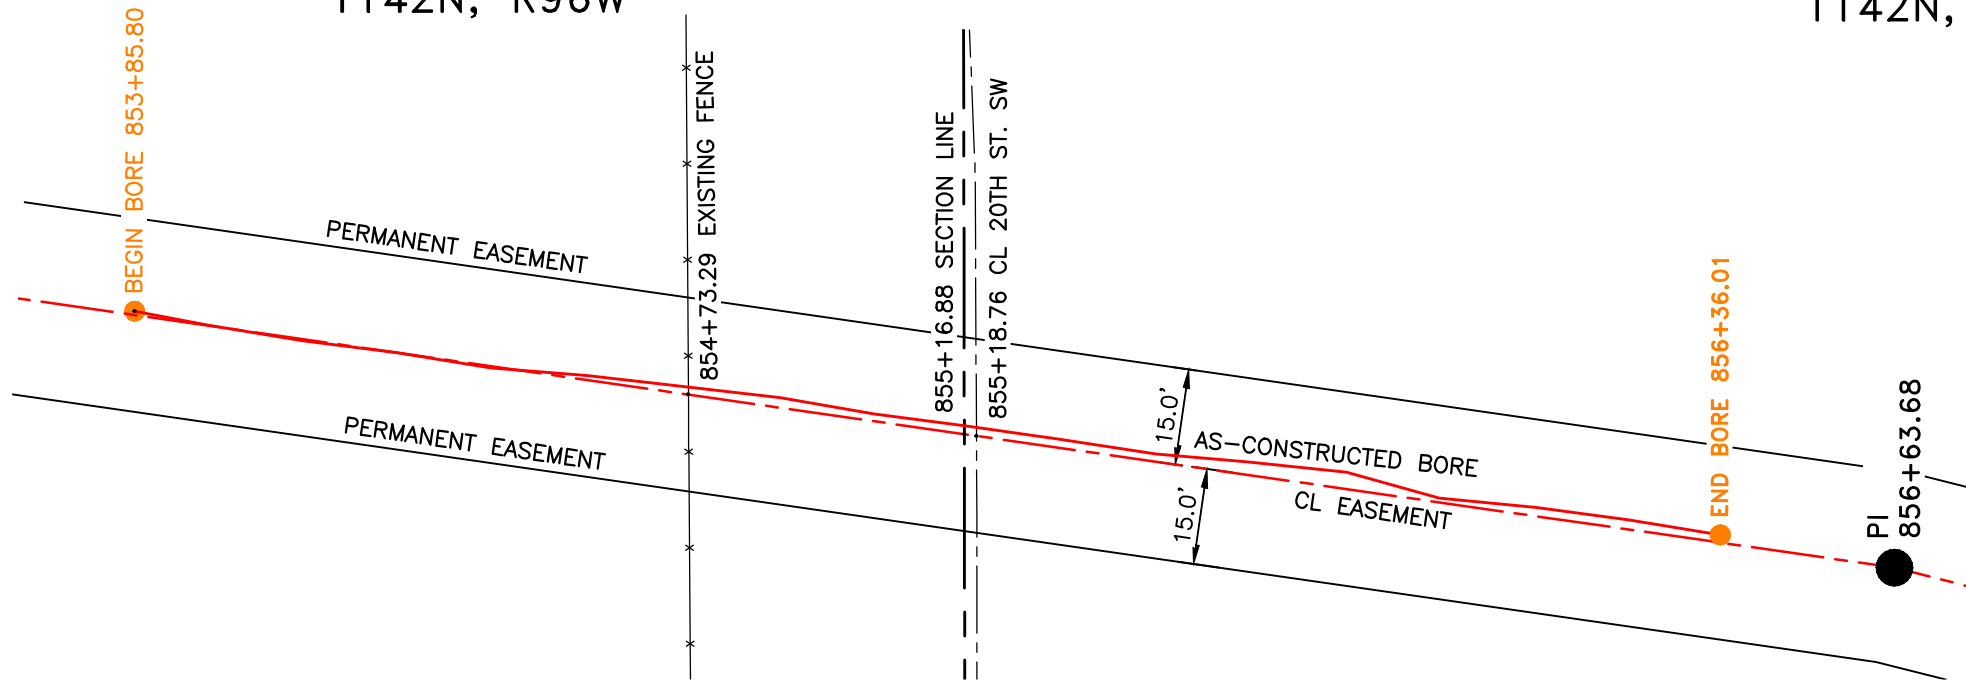 T142N, R96W
T142N,
BEGIN BORE 853+85.80
854+73.29 EXISTING FENCE
855+16.88 SECTION LINE
855+18.76 CL 20TH ST. SW
PERMANENT EASEMENT
PERMANENT EASEMENT
15.0'
15.0'
AS-CONSTRUCTED BORE
CL EASEMENT
END BORE 856+36.01
PI
856+63.68